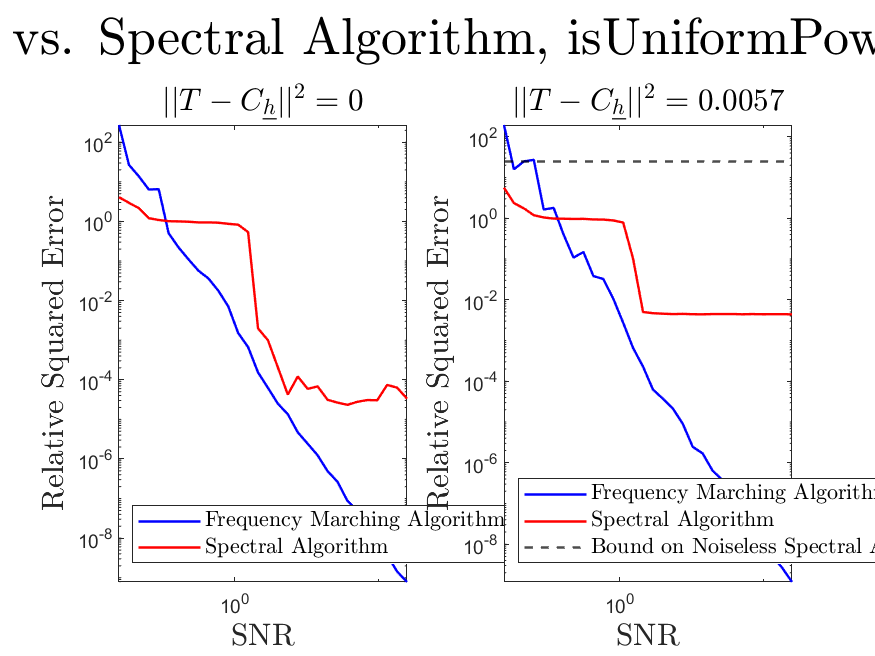 vs. Spectral Algorithm, isUniformPow
||T − C_h||² = 0
||T − C_h||² = 0.0057
Relative Squared Error
10²
10⁰
10⁻²
10⁻⁴
10⁻⁶
10⁻⁸
Frequency Marching Algorithm
Spectral Algorithm
10⁰
SNR
Relative Squared Error
10²
10⁰
10⁻²
10⁻⁴
10⁻⁶
10⁻⁸
Frequency Marching Algorith
Spectral Algorithm
Bound on Noiseless Spectral A
10⁰
SNR